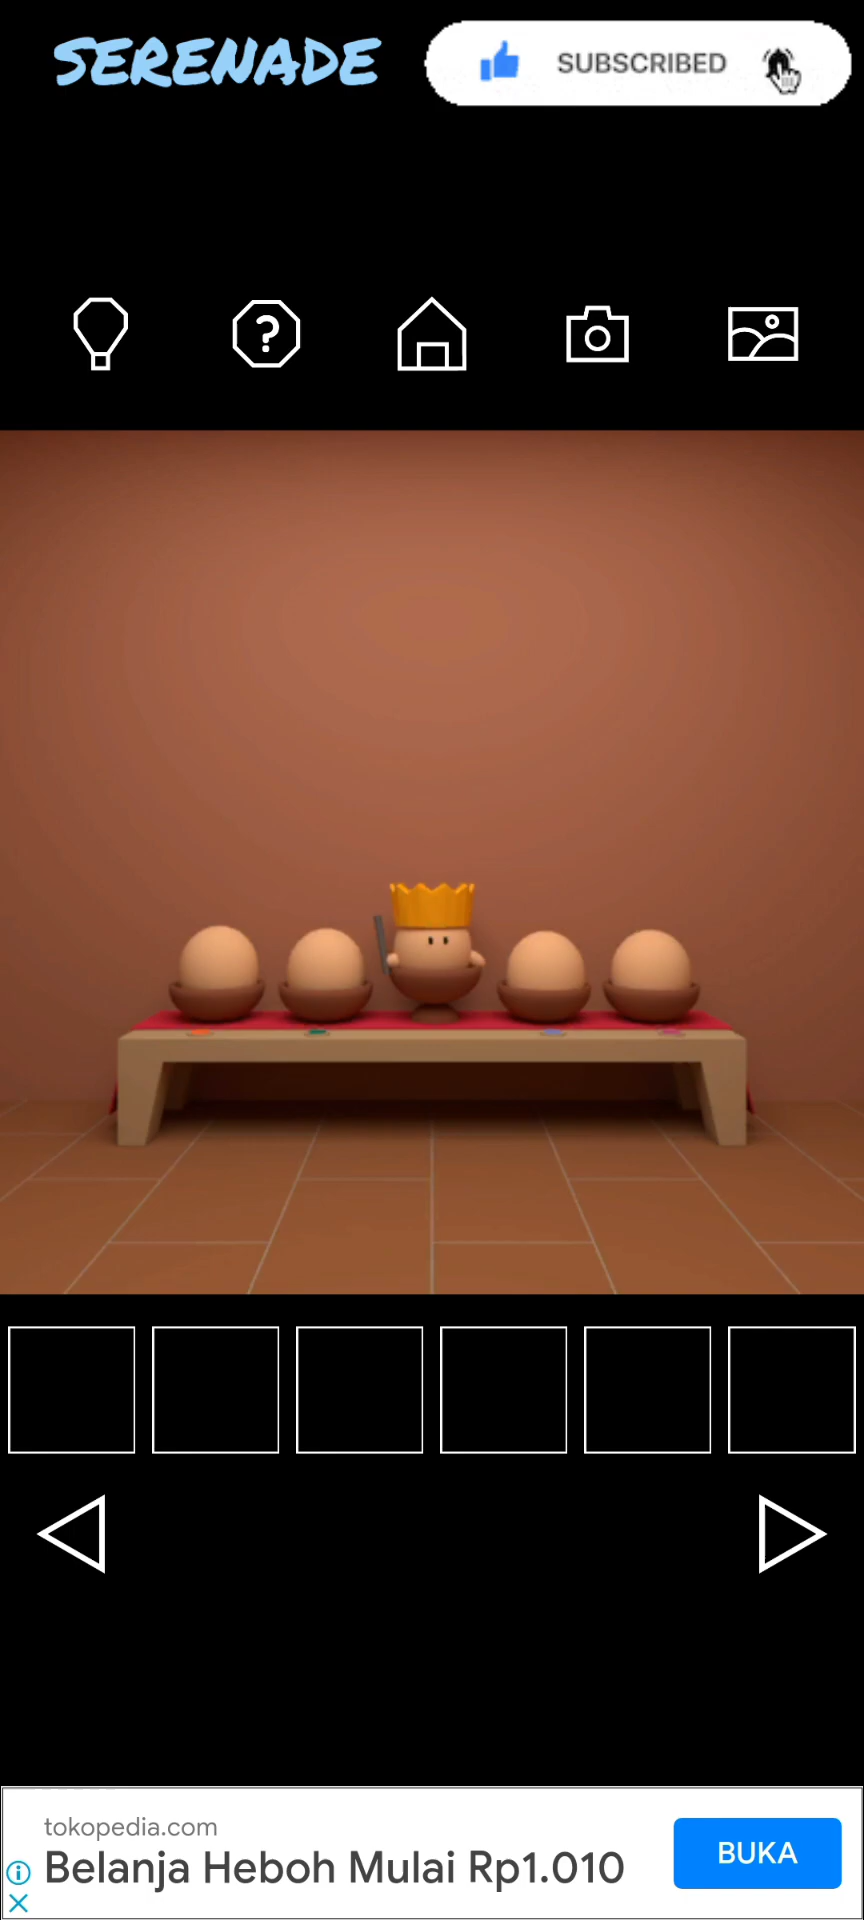 SERENADE
SUBSCRIBED
?
tokopedia.com
Belanja Heboh Mulai Rp1.010
BUKA